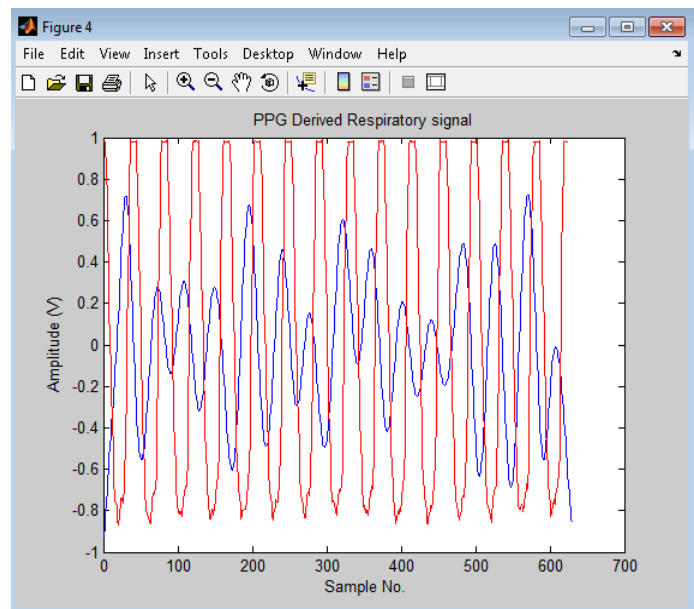 Figure 4
File Edit View Insert Tools Desktop Window Help
PPG Derived Respiratory signal
1
0.8
0.6
0.4
0.2
0
-0.2
-0.4
-0.6
-0.8
-1
Amplitude (V)
0 100 200 300 400 500 600 700
Sample No.